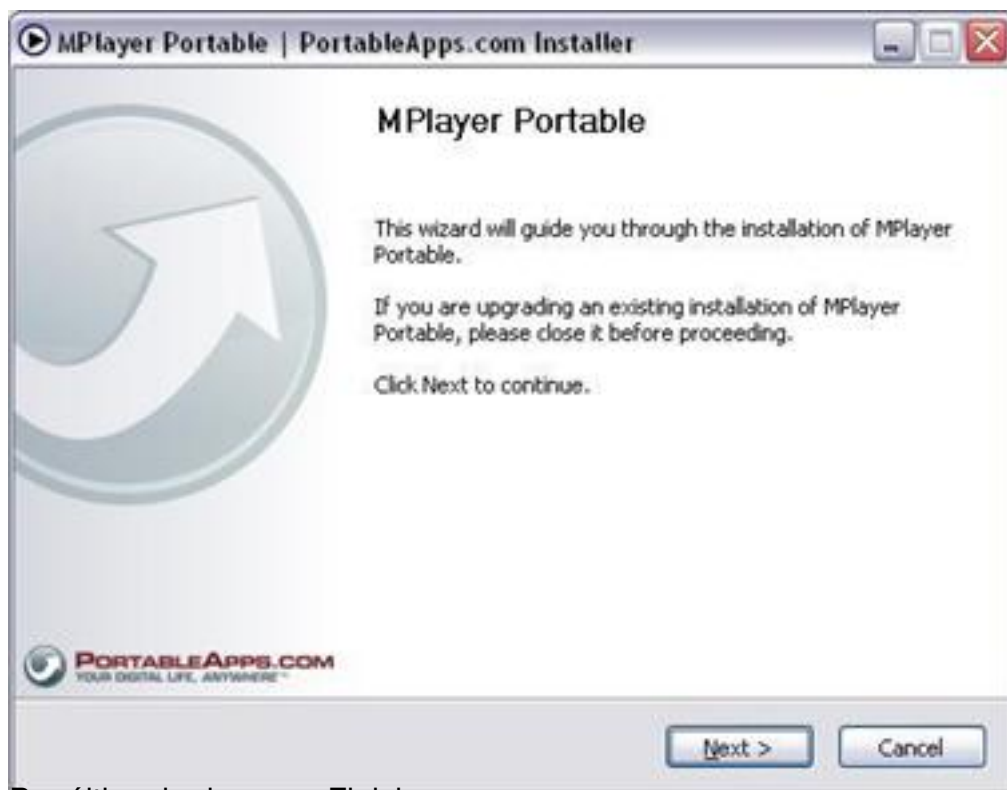 MPlayer Portable | PortableApps.com Installer
MPlayer Portable
This wizard will guide you through the installation of MPlayer
Portable.
If you are upgrading an existing installation of MPlayer
Portable, please close it before proceeding.
Click Next to continue.
PORTABLEAPPS.COM
YOUR DIGITAL LIFE, ANYWHERE™
Next >
Cancel